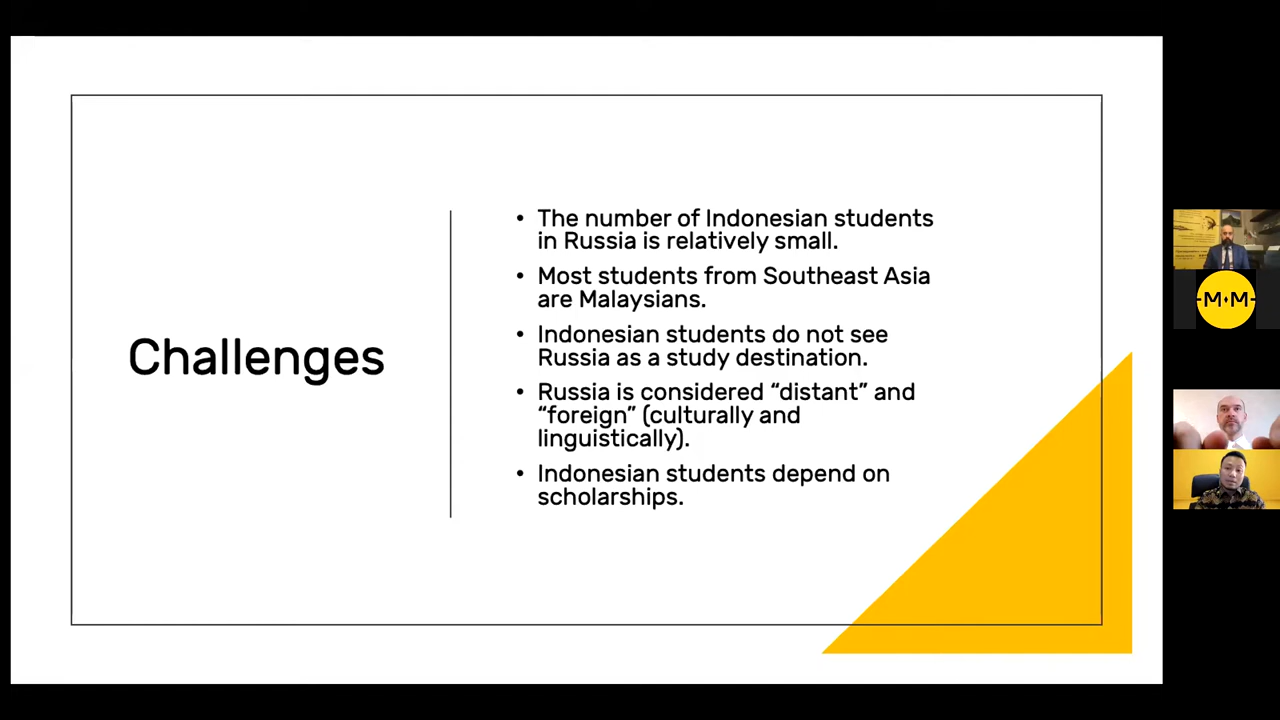 Challenges
• The number of Indonesian students
in Russia is relatively small.
• Most students from Southeast Asia
are Malaysians.
• Indonesian students do not see
Russia as a study destination.
• Russia is considered “distant” and
“foreign” (culturally and
linguistically).
• Indonesian students depend on
scholarships.
M M